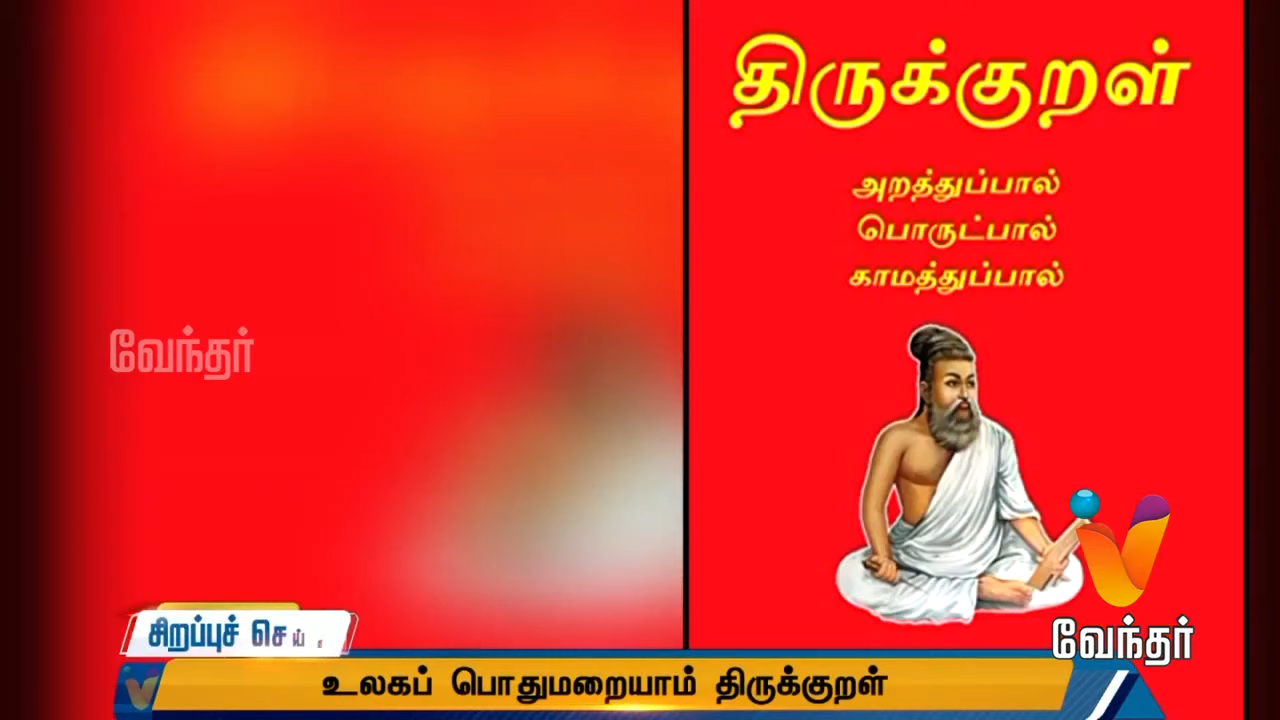 திருக்குறள்
அறத்துப்பால்
பொருட்பால்
காமத்துப்பால்
வேந்தர்
வேந்தர்
சிறப்புச்
உலகப் பொதுமறையாம் திருக்குறள்